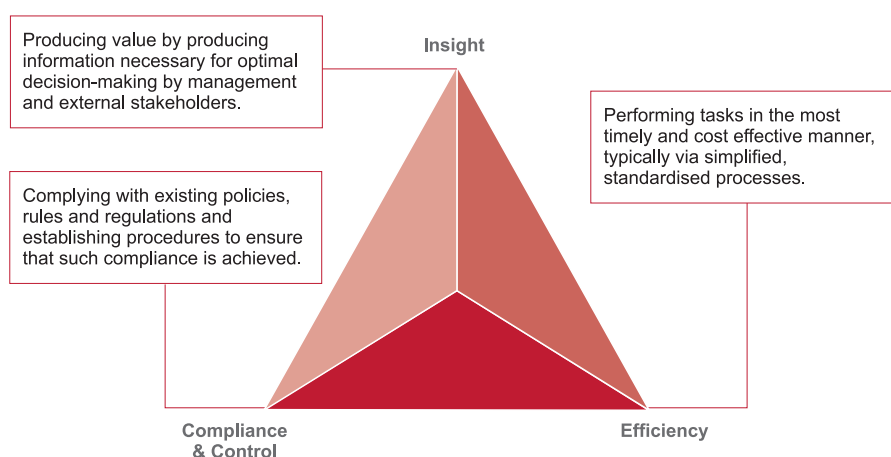 Insight
Producing value by producing
information necessary for optimal
decision-making by management
and external stakeholders.
Performing tasks in the most
timely and cost effective manner,
typically via simplified,
standardised processes.
Complying with existing policies,
rules and regulations and
establishing procedures to ensure
that such compliance is achieved.
Compliance
& Control
Efficiency